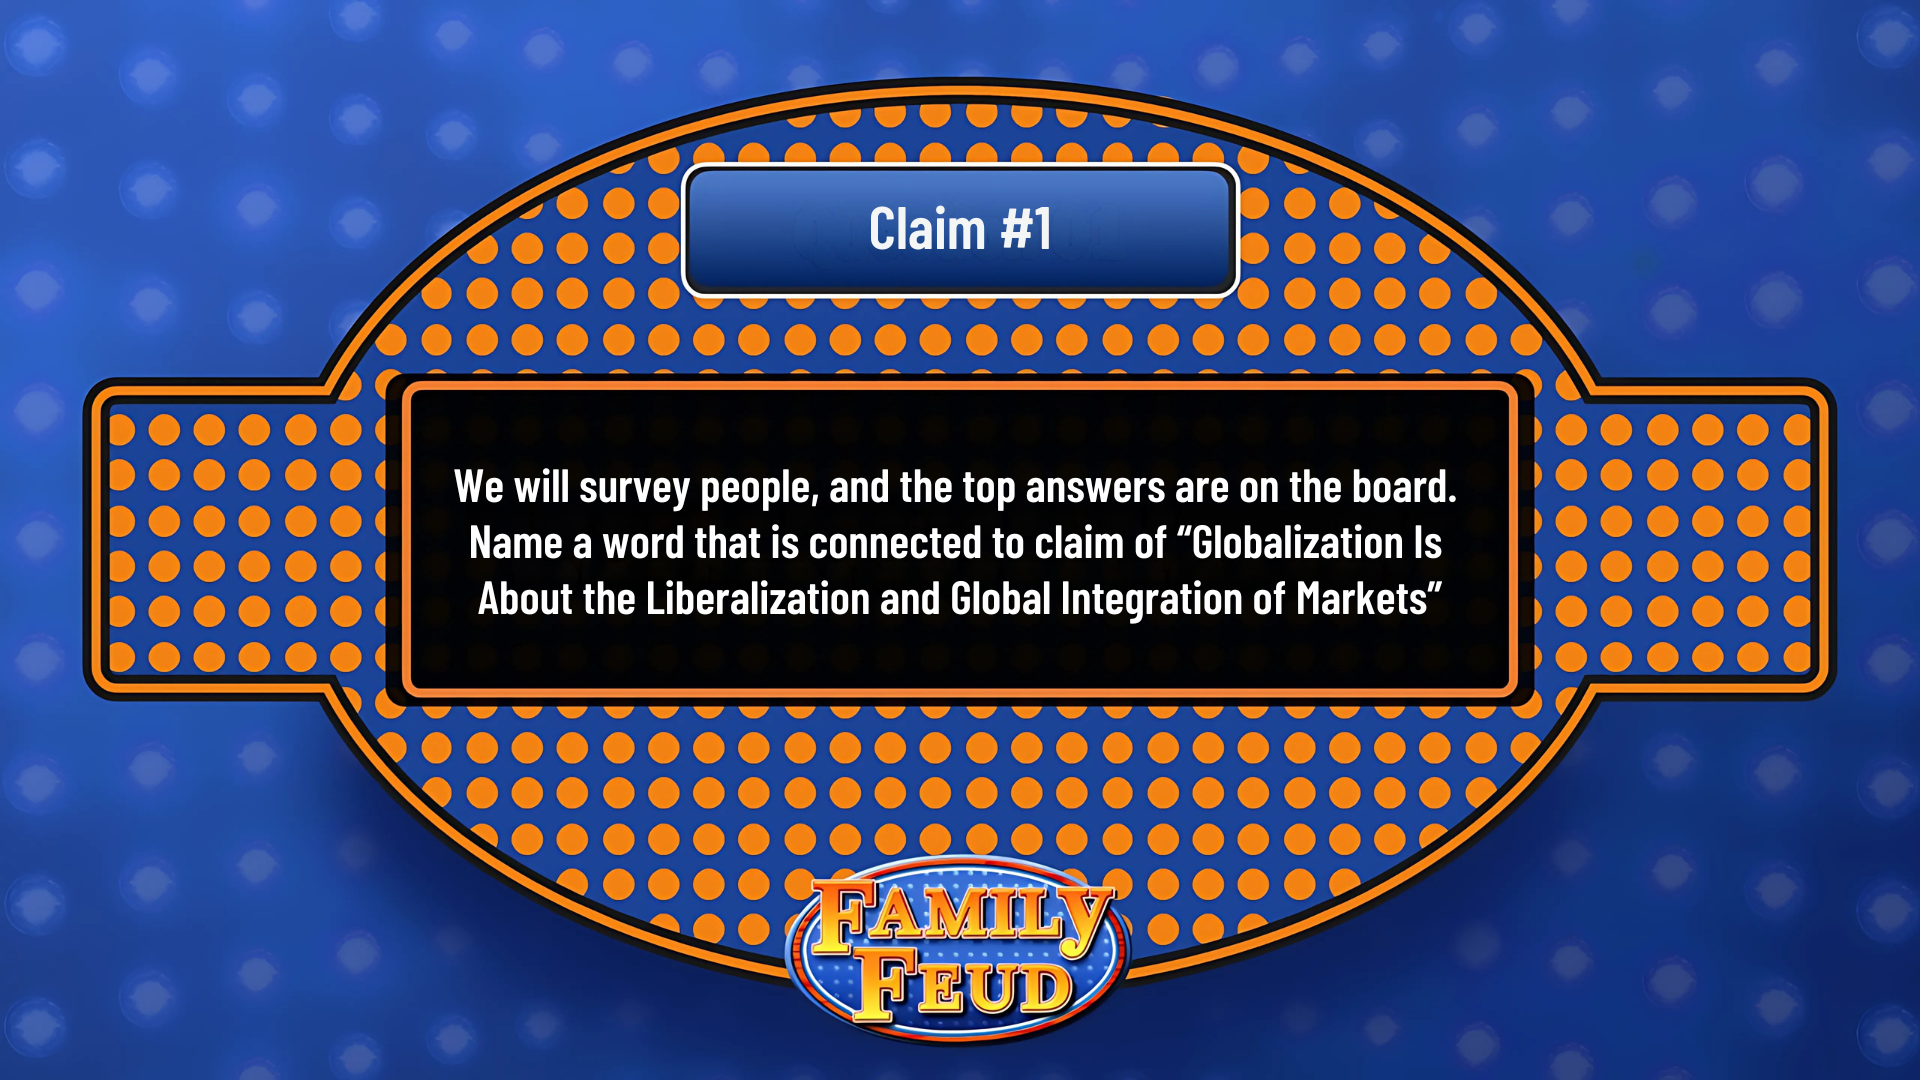 Claim #1
We will survey people, and the top answers are on the board.
Name a word that is connected to claim of “Globalization Is
About the Liberalization and Global Integration of Markets”
FAMILY
FEUD